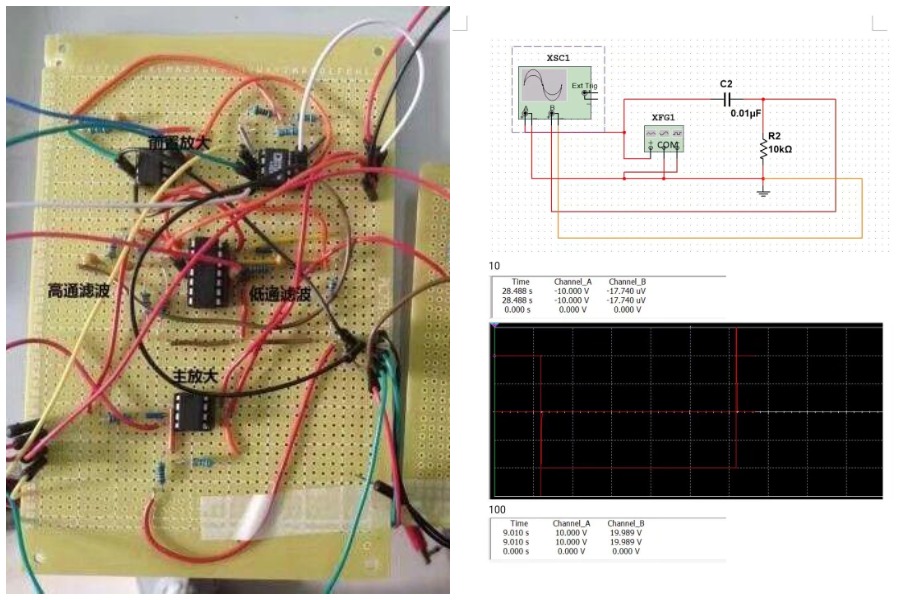 前置放大
高通滤波
低通滤波
主放大
XSC1
Ext Trig
A
B
XFG1
COM
C2
0.01μF
R2
10kΩ
10
Time Channel_A Channel_B
28.488 s -10.000 V -17.740 uV
28.488 s -10.000 V -17.740 uV
0.000 s 0.000 V 0.000 V
100
Time Channel_A Channel_B
9.010 s 10.000 V 19.989 V
9.010 s 10.000 V 19.989 V
0.000 s 0.000 V 0.000 V